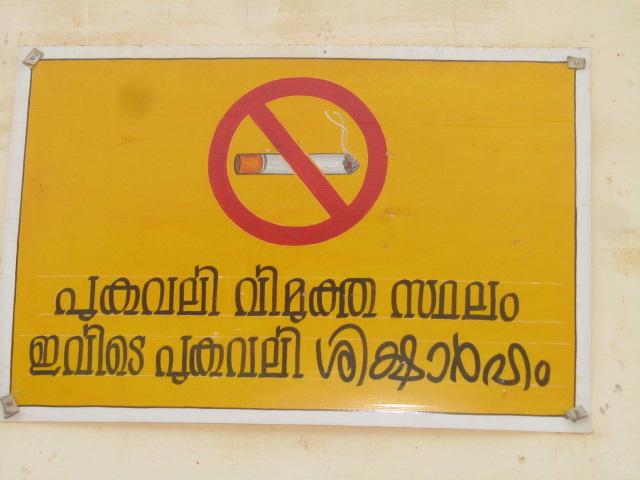 പുകവലി വിമുക്ത സ്ഥലം
ഇവിടെ പുകവലി ശിക്ഷാർഹം